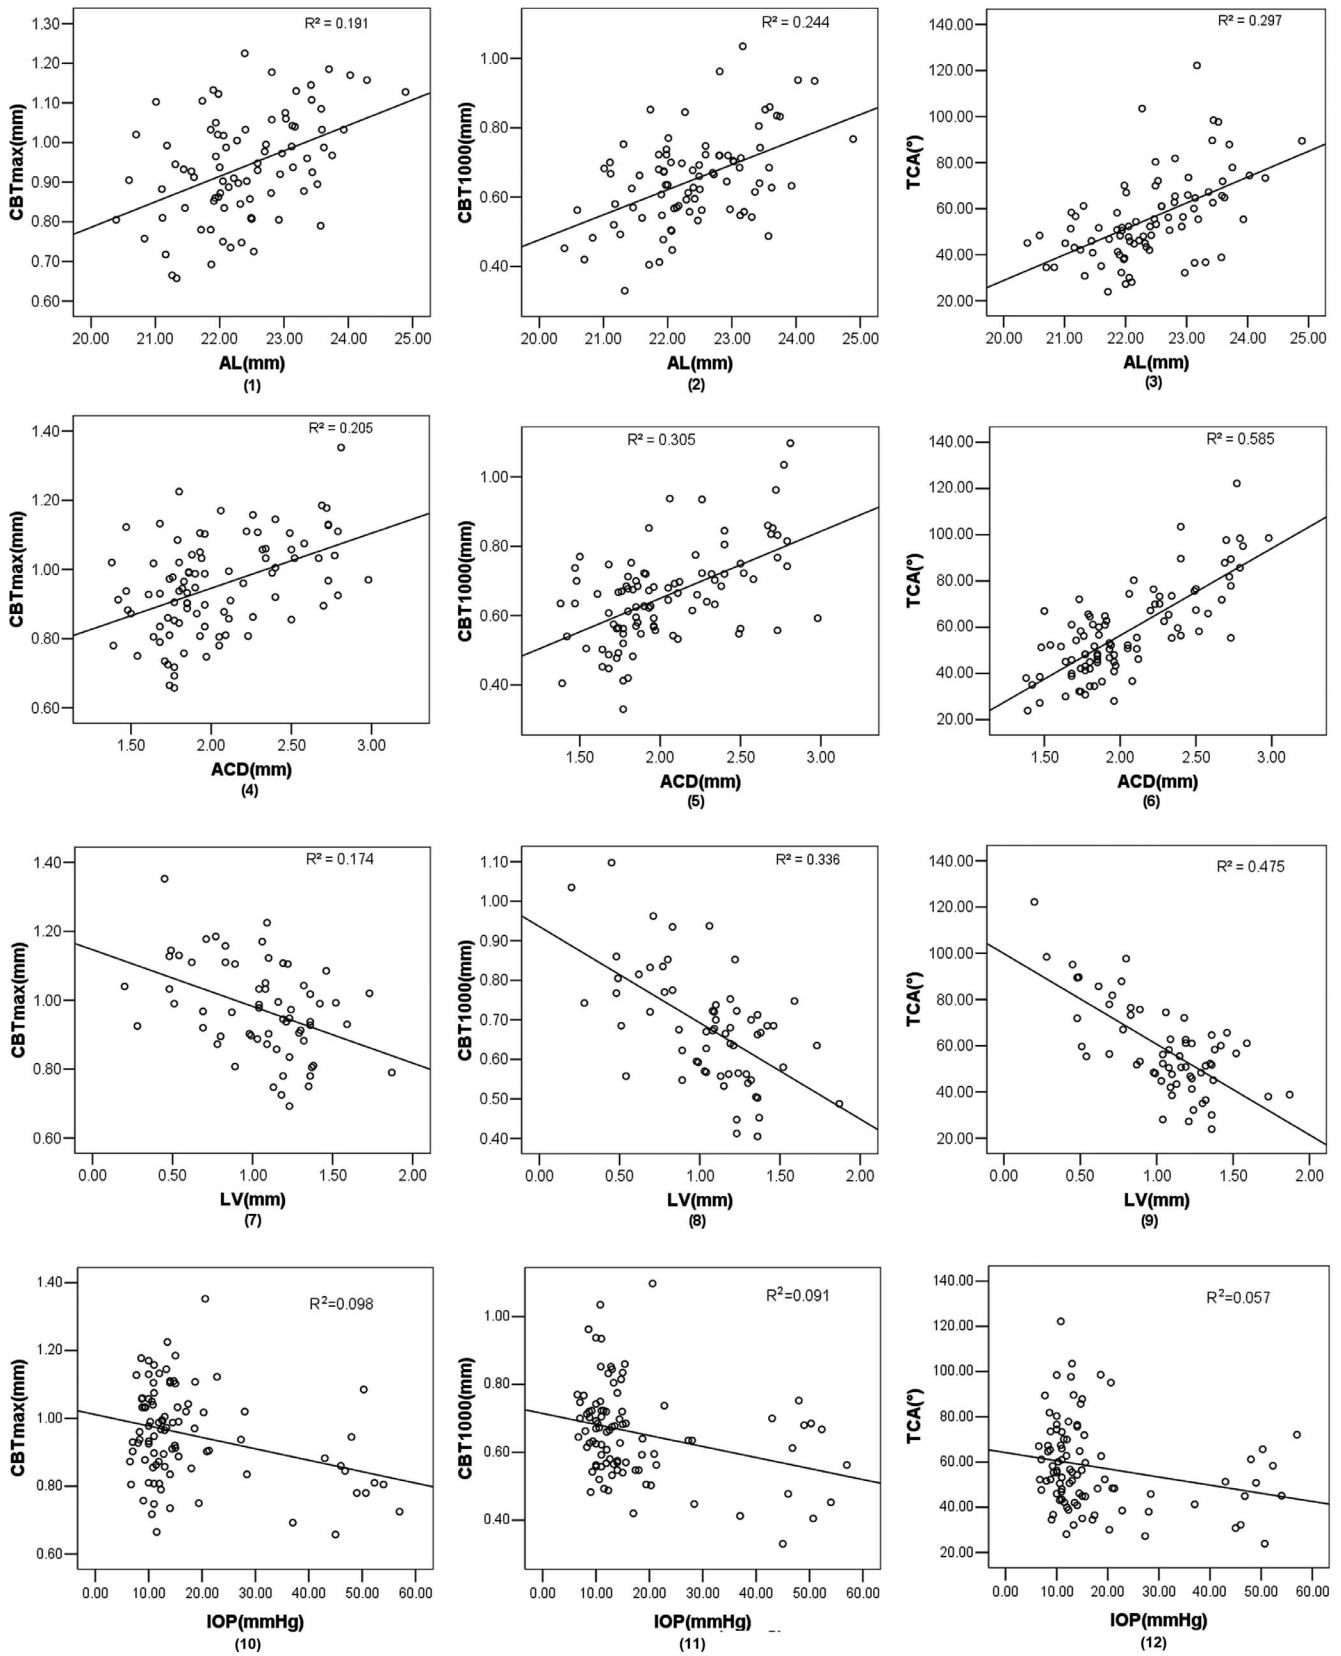 R² = 0.191
1.30
1.20
1.10
1.00
0.90
0.80
0.70
0.60
CBTmax(mm)
20.00 21.00 22.00 23.00 24.00 25.00
AL(mm)
(1)
R² = 0.244
1.00
0.80
0.60
0.40
CBT1000(mm)
20.00 21.00 22.00 23.00 24.00 25.00
AL(mm)
(2)
R² = 0.297
140.00
120.00
100.00
80.00
60.00
40.00
20.00
TCA(°)
20.00 21.00 22.00 23.00 24.00 25.00
AL(mm)
(3)
R² = 0.205
1.40
1.20
1.00
0.80
0.60
CBTmax(mm)
1.50 2.00 2.50 3.00
ACD(mm)
(4)
R² = 0.305
1.00
0.80
0.60
0.40
CBT1000(mm)
1.50 2.00 2.50 3.00
ACD(mm)
(5)
R² = 0.585
140.00
120.00
100.00
80.00
60.00
40.00
20.00
TCA(°)
1.50 2.00 2.50 3.00
ACD(mm)
(6)
R² = 0.174
1.40
1.20
1.00
0.80
0.60
CBTmax(mm)
0.00 0.50 1.00 1.50 2.00
LV(mm)
(7)
R² = 0.336
1.10
1.00
0.90
0.80
0.70
0.60
0.50
0.40
CBT1000(mm)
0.00 0.50 1.00 1.50 2.00
LV(mm)
(8)
R² = 0.475
140.00
120.00
100.00
80.00
60.00
40.00
20.00
TCA(°)
0.00 0.50 1.00 1.50 2.00
LV(mm)
(9)
R²=0.098
1.40
1.20
1.00
0.80
0.60
CBTmax(mm)
0.00 10.00 20.00 30.00 40.00 50.00 60.00
IOP(mmHg)
(10)
R²=0.091
1.00
0.80
0.60
0.40
CBT1000(mm)
0.00 10.00 20.00 30.00 40.00 50.00 60.00
IOP(mmHg)
(11)
R²=0.057
140.00
120.00
100.00
80.00
60.00
40.00
20.00
TCA(°)
0.00 10.00 20.00 30.00 40.00 50.00 60.00
IOP(mmHg)
(12)